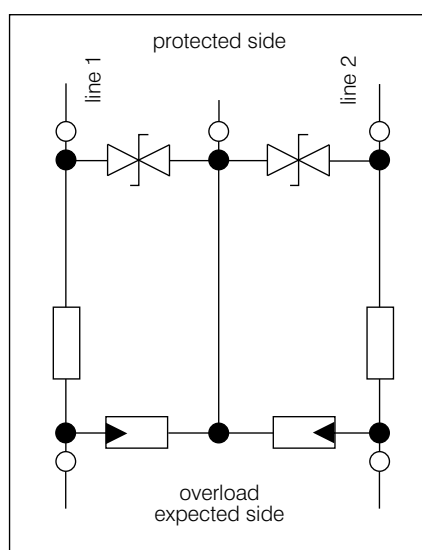 protected side
line 1
line 2
overload
expected side